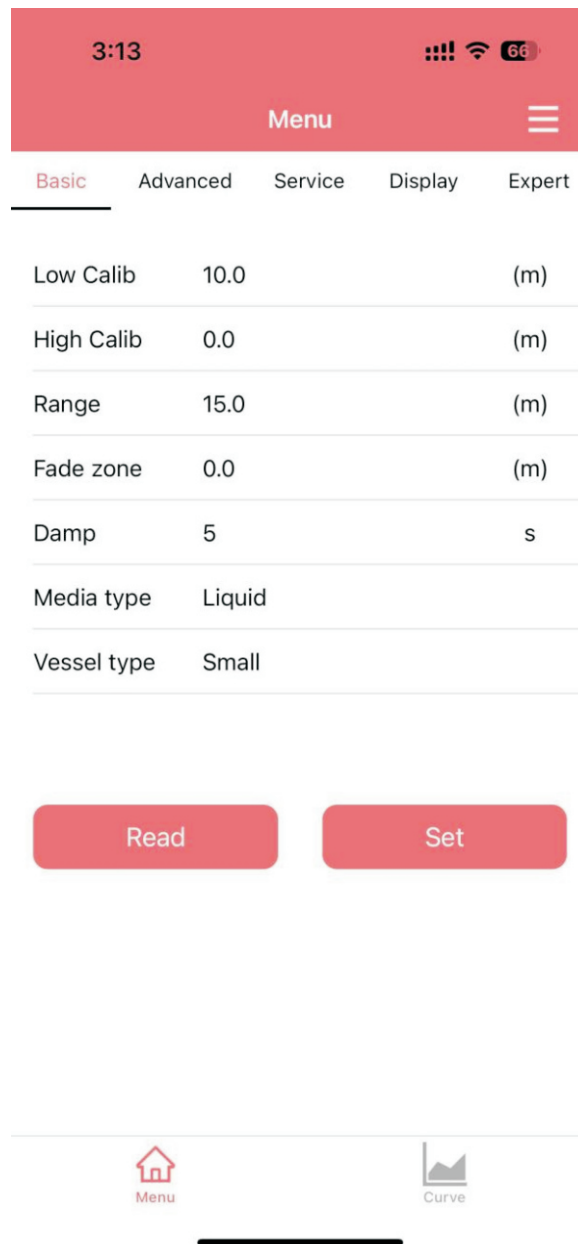 3:13 66
Menu
Basic Advanced Service Display Expert
Low Calib 10.0 (m)
High Calib 0.0 (m)
Range 15.0 (m)
Fade zone 0.0 (m)
Damp 5 s
Media type Liquid
Vessel type Small
Read Set
Menu Curve